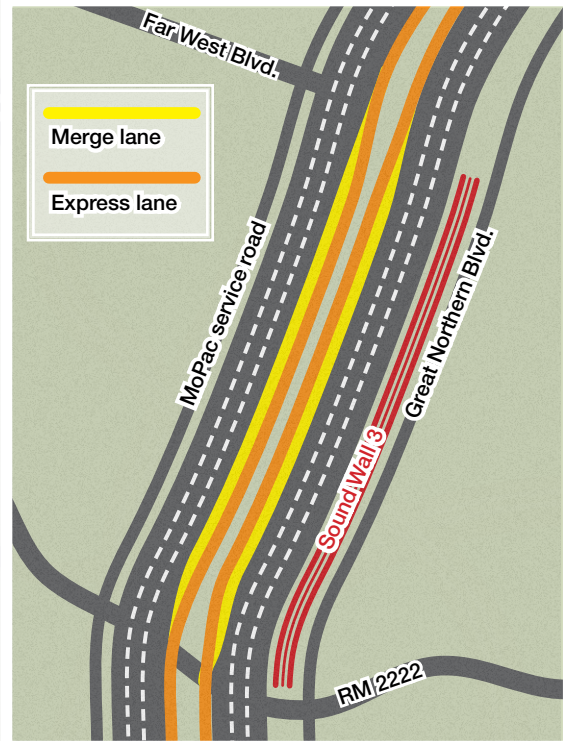 Far West Blvd.
Merge lane
Express lane
MoPac service road
Great Northern Blvd.
Sound Wall 3
RM 2222